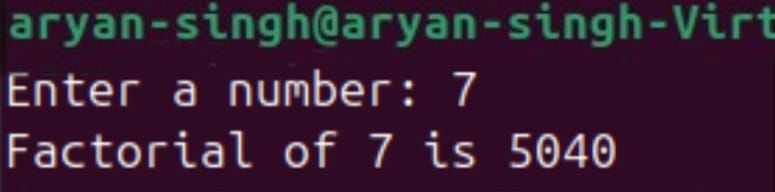 aryan-singh@aryan-singh-Virt
Enter a number: 7
Factorial of 7 is 5040